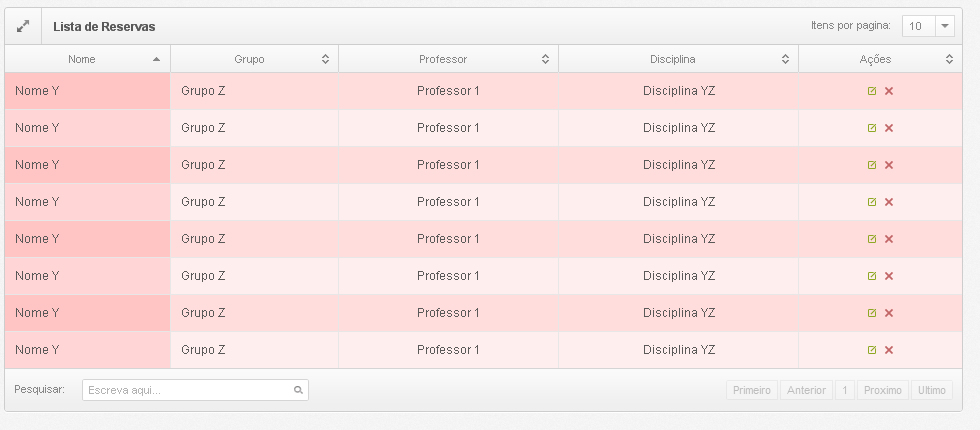 Lista de Reservas Itens por pagina: 10
Nome Grupo Professor Disciplina Ações
Nome Y Grupo Z Professor 1 Disciplina YZ
Nome Y Grupo Z Professor 1 Disciplina YZ
Nome Y Grupo Z Professor 1 Disciplina YZ
Nome Y Grupo Z Professor 1 Disciplina YZ
Nome Y Grupo Z Professor 1 Disciplina YZ
Nome Y Grupo Z Professor 1 Disciplina YZ
Nome Y Grupo Z Professor 1 Disciplina YZ
Nome Y Grupo Z Professor 1 Disciplina YZ
Pesquisar: Escreva aqui... Primeiro Anterior 1 Proximo Ultimo